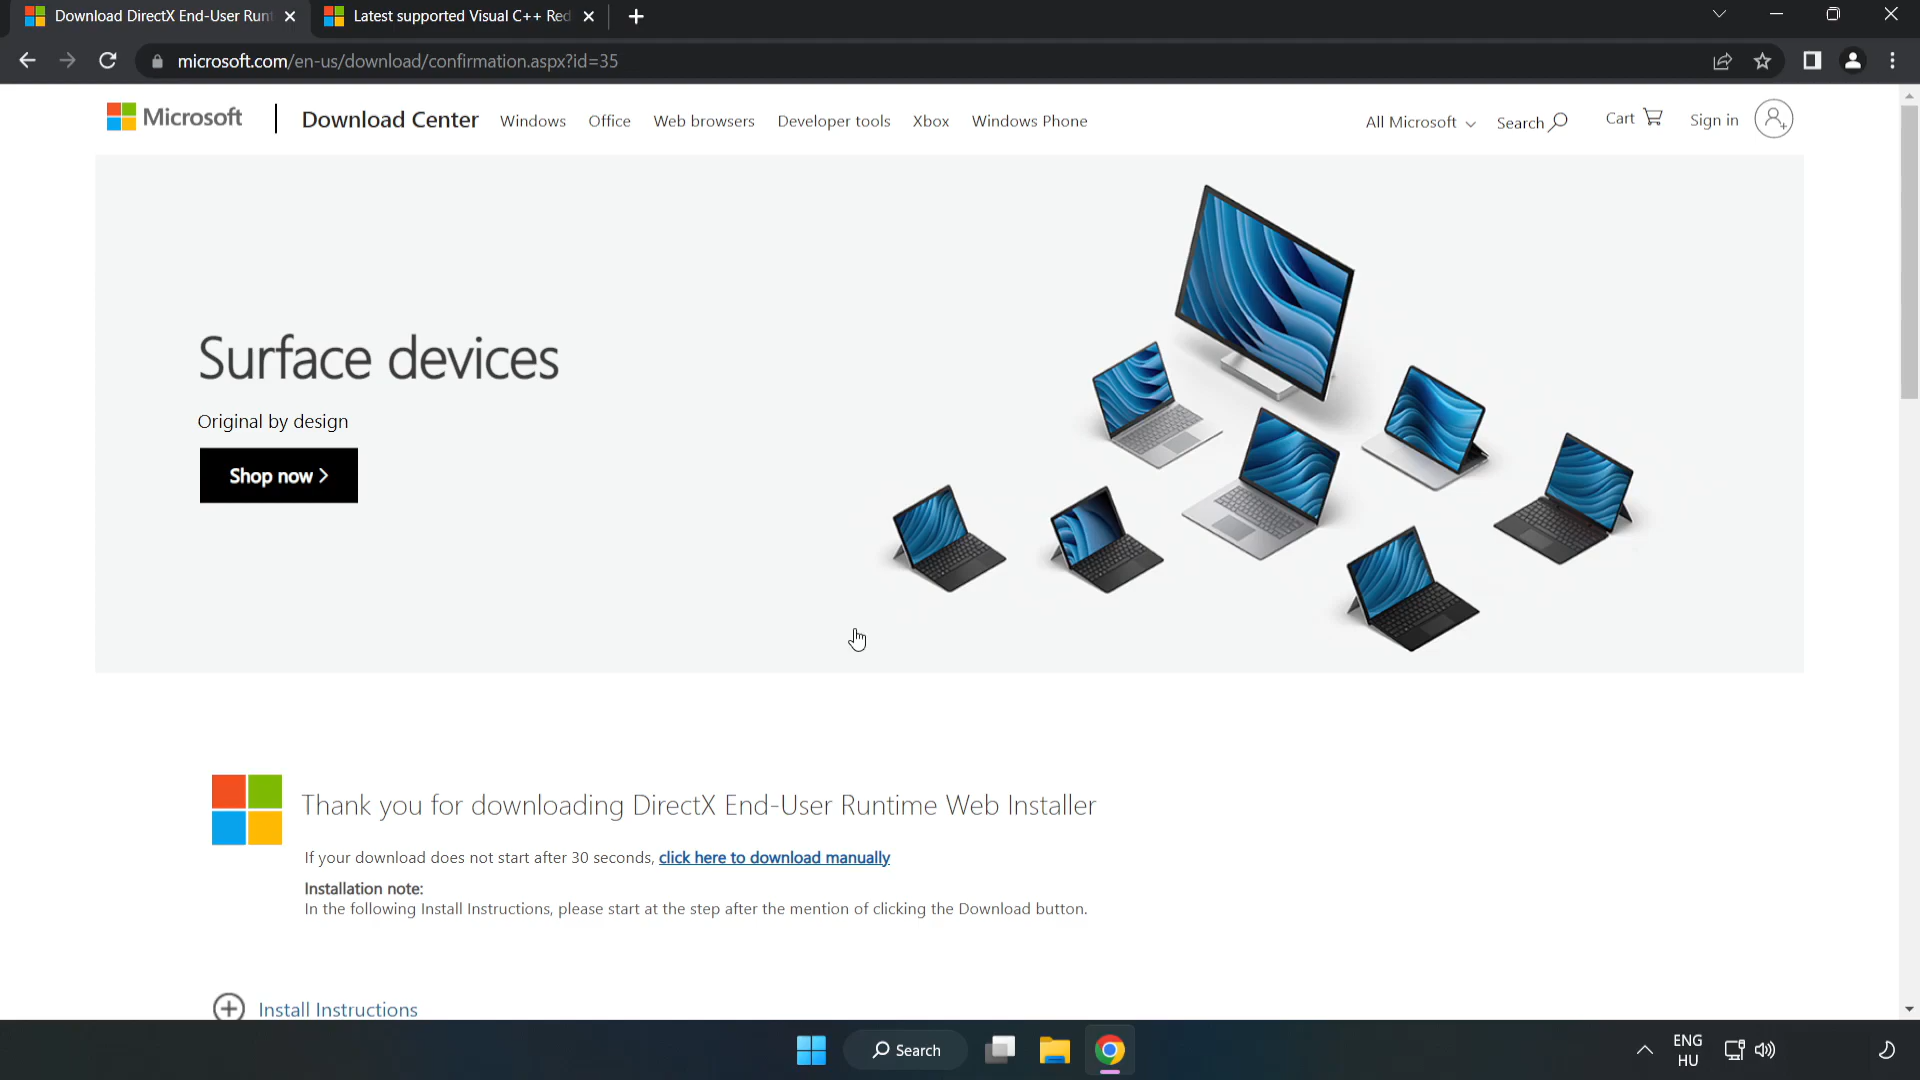 Download DirectX End-User Runt
Latest supported Visual C++ Red
microsoft.com/en-us/download/confirmation.aspx?id=35
Microsoft
Download Center
Windows
Office
Web browsers
Developer tools
Xbox
Windows Phone
All Microsoft
Search
Cart
Sign in
Surface devices
Original by design
Shop now >
Thank you for downloading DirectX End-User Runtime Web Installer
If your download does not start after 30 seconds, click here to download manually
Installation note:
In the following Install Instructions, please start at the step after the mention of clicking the Download button.
Install Instructions
Search
ENG
HU